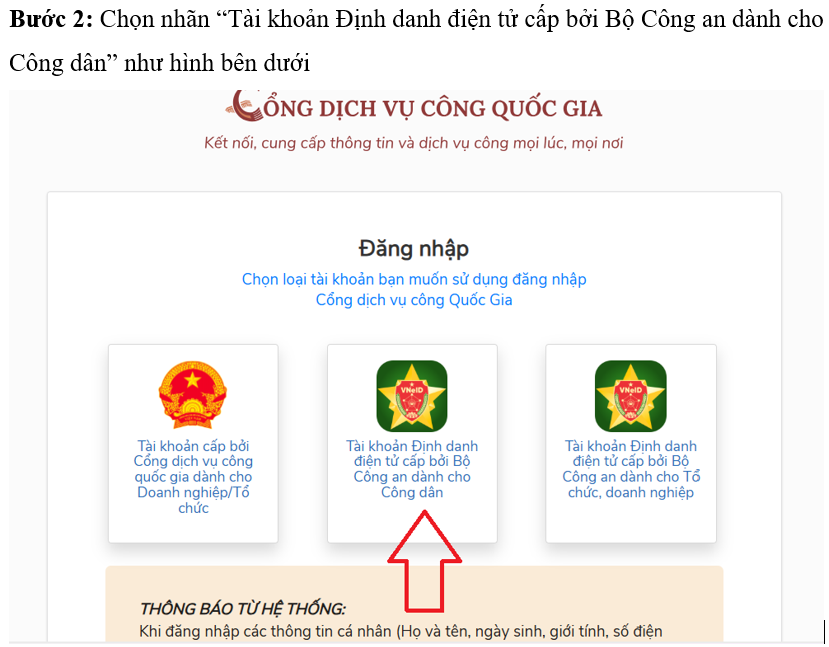 Bước 2: Chọn nhãn “Tài khoản Định danh điện tử cấp bởi Bộ Công an dành cho
Công dân” như hình bên dưới
CỔNG DỊCH VỤ CÔNG QUỐC GIA
Kết nối, cung cấp thông tin và dịch vụ công mọi lúc, mọi nơi
Đăng nhập
Chọn loại tài khoản bạn muốn sử dụng đăng nhập
Cổng dịch vụ công Quốc Gia
Tài khoản cấp bởi
Cổng dịch vụ công
quốc gia dành cho
Doanh nghiệp/Tổ
chức
VNeID
Tài khoản Định danh
điện tử cấp bởi Bộ
Công an dành cho
Công dân
VNeID
Tài khoản Định danh
điện tử cấp bởi Bộ
Công an dành cho Tổ
chức, doanh nghiệp
THÔNG BÁO TỪ HỆ THỐNG:
Khi đăng nhập các thông tin cá nhân (Họ và tên, ngày sinh, giới tính, số điện